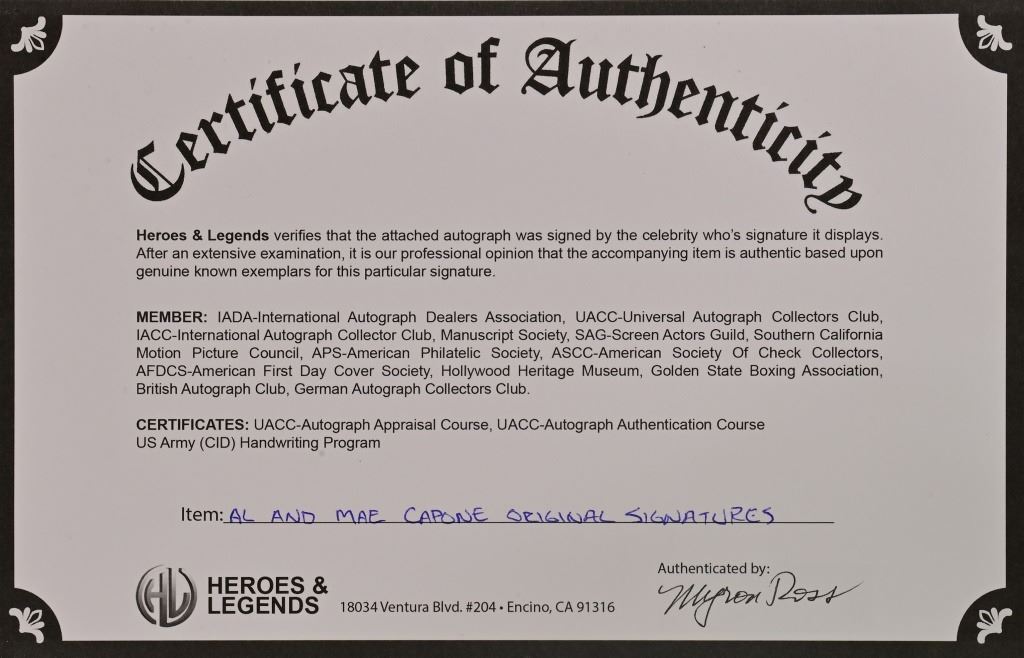 Certificate of Authenticity
Heroes & Legends verifies that the attached autograph was signed by the celebrity who's signature it displays.
After an extensive examination, it is our professional opinion that the accompanying item is authentic based upon
genuine known exemplars for this particular signature.
MEMBER: IADA-International Autograph Dealers Association, UACC-Universal Autograph Collectors Club,
IACC-International Autograph Collector Club, Manuscript Society, SAG-Screen Actors Guild, Southern California
Motion Picture Council, APS-American Philatelic Society, ASCC-American Society Of Check Collectors,
AFDCS-American First Day Cover Society, Hollywood Heritage Museum, Golden State Boxing Association,
British Autograph Club, German Autograph Collectors Club.
CERTIFICATES: UACC-Autograph Appraisal Course, UACC-Autograph Authentication Course
US Army (CID) Handwriting Program
Item: AL AND MAE CAPONE ORIGINAL SIGNATURES
HL HEROES &
LEGENDS
18034 Ventura Blvd. #204 • Encino, CA 91316
Authenticated by:
Myron Ross